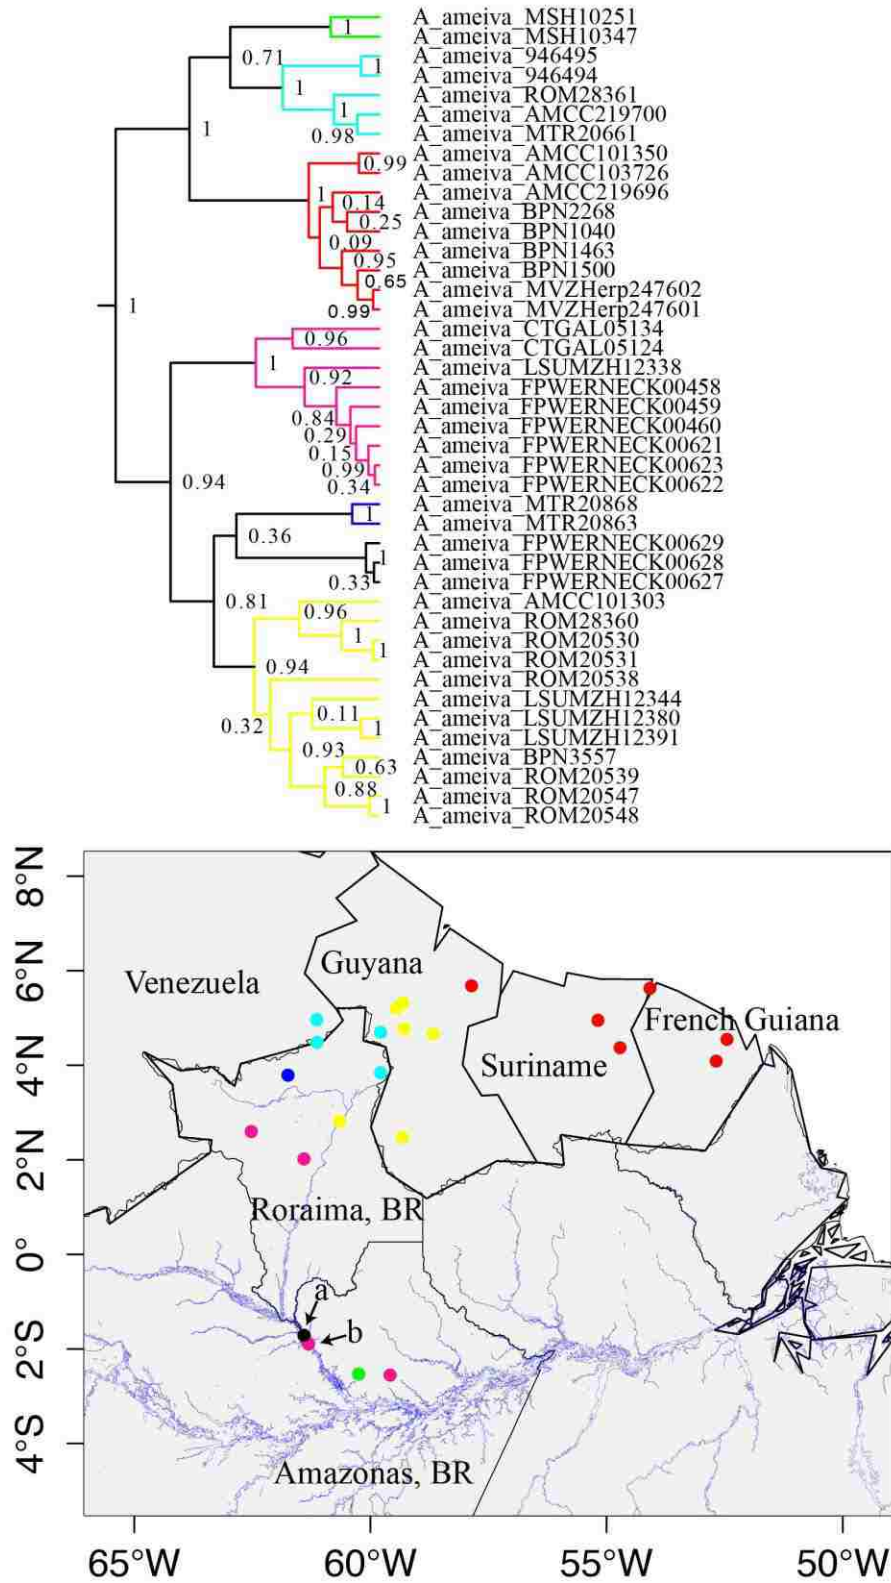 A_ameiva_MSH10251
1
A_ameiva_MSH10347
0.71
A_ameiva_946495
1
A_ameiva_946494
1
A_ameiva_ROM28361
1
A_ameiva_AMCC219700
0.98
A_ameiva_MTR20661
1
A_ameiva_AMCC101350
0.99
A_ameiva_AMCC103726
1
A_ameiva_AMCC219696
0.14
A_ameiva_BPN2268
0.25
A_ameiva_BPN1040
0.09
A_ameiva_BPN1463
0.95
A_ameiva_BPN1500
0.65
A_ameiva_MVZHerp247602
0.99
A_ameiva_MVZHerp247601
1
A_ameiva_CTGAL05134
0.96
A_ameiva_CTGAL05124
1
A_ameiva_LSUMZH12338
0.92
A_ameiva_FPWERNECK00458
A_ameiva_FPWERNECK00459
0.84
A_ameiva_FPWERNECK00460
0.29
A_ameiva_FPWERNECK00621
0.15
A_ameiva_FPWERNECK00623
0.99
A_ameiva_FPWERNECK00622
0.34
0.94
A_ameiva_MTR20868
1
A_ameiva_MTR20863
0.36
A_ameiva_FPWERNECK00629
1
A_ameiva_FPWERNECK00628
0.33
A_ameiva_FPWERNECK00627
0.81
A_ameiva_AMCC101303
0.96
A_ameiva_ROM28360
1
A_ameiva_ROM20530
1
A_ameiva_ROM20531
0.94
A_ameiva_ROM20538
A_ameiva_LSUMZH12344
0.11
0.32
A_ameiva_LSUMZH12380
1
A_ameiva_LSUMZH12391
0.93
A_ameiva_BPN3557
0.63
A_ameiva_ROM20539
0.88
A_ameiva_ROM20547
1
A_ameiva_ROM20548
8°N
6°N
4°N
2°N
0°
2°S
4°S
Venezuela
Guyana
Suriname
French Guiana
Roraima, BR
a
b
Amazonas, BR
65°W
60°W
55°W
50°W